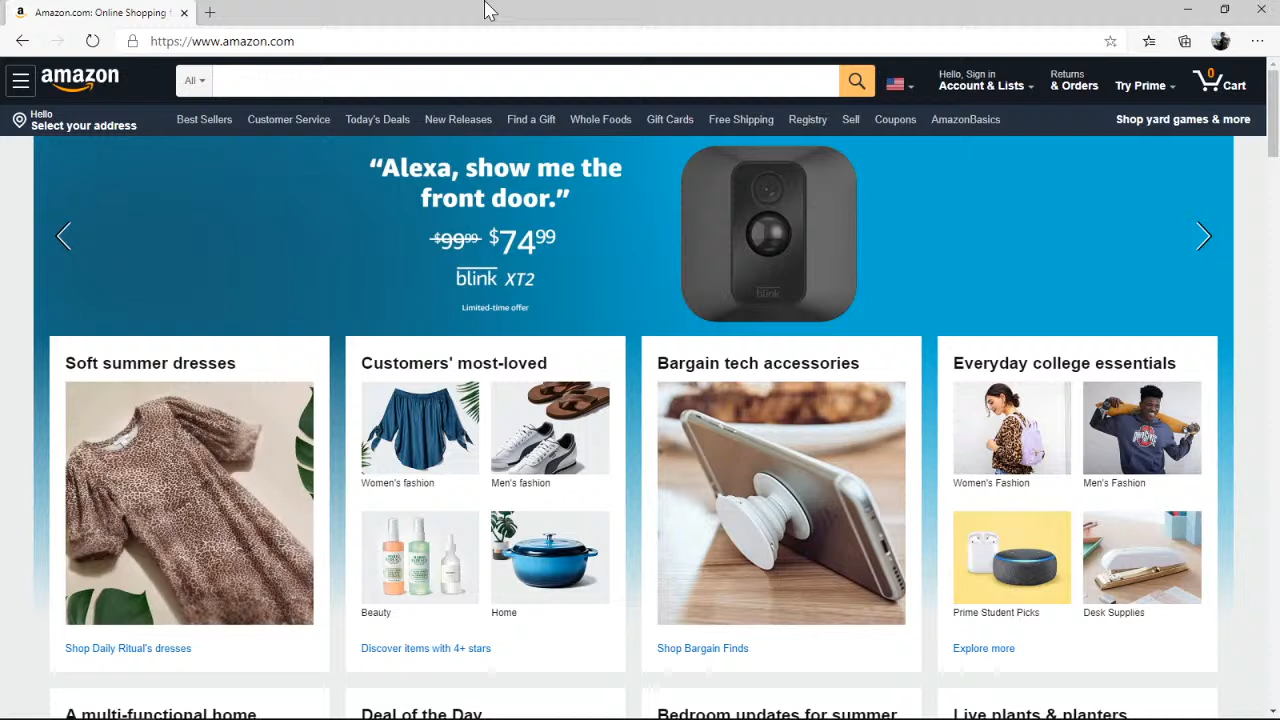 Amazon.com: Online Shopping
https://www.amazon.com
amazon
All
Hello, Sign in
Account & Lists
Returns
& Orders
Try Prime
0
Cart
Hello
Select your address
Best Sellers
Customer Service
Today's Deals
New Releases
Find a Gift
Whole Foods
Gift Cards
Free Shipping
Registry
Sell
Coupons
AmazonBasics
Shop yard games & more
“Alexa, show me the
front door.”
$9999 $7499
blink XT2
Limited-time offer
blink
Soft summer dresses
Shop Daily Ritual's dresses
Customers' most-loved
Women's fashion
Men's fashion
Beauty
Home
Discover items with 4+ stars
Bargain tech accessories
Shop Bargain Finds
Everyday college essentials
Women's Fashion
Men's Fashion
Prime Student Picks
Desk Supplies
Explore more
A multi-functional home
Deal of the Day
Bedroom updates for summer
Live plants & planters